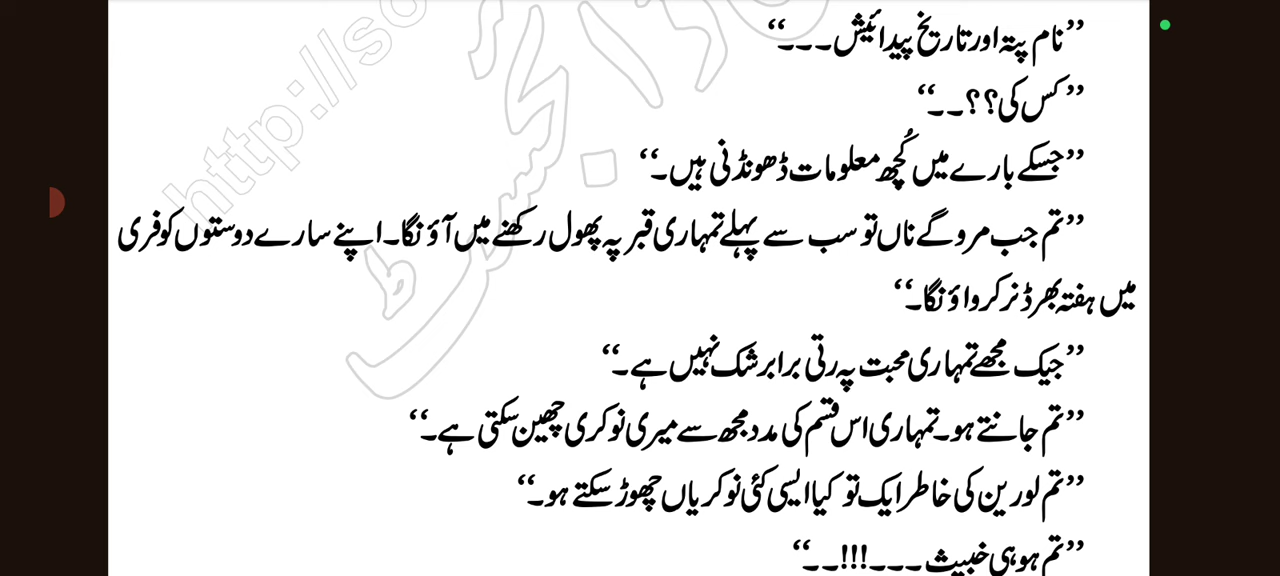 ”نام پتہ اور تاریخ پیدائیش۔۔۔“
”کس کی؟؟۔۔“
”جسکے بارے میں کُچھ معلومات ڈھونڈنی ہیں۔“
”تم جب مرو گے ناں تو سب سے پہلے تمہاری قبر پہ پھول رکھنے میں آؤنگا۔ اپنے سارے دوستوں کو فری
میں ہفتہ بھر ڈنر کرواؤنگا۔“
”جیک مجھے تمہاری محبت پہ رتی برابر شک نہیں ہے۔“
”تم جانتے ہو۔ تمہاری اس قسم کی مدد مجھ سے میری نوکری چھین سکتی ہے۔“
”تم لورین کی خاطر ایک تو کیا ایسی کئی نوکریاں چھوڑ سکتے ہو۔“
”تم ہو ہی خبیث۔۔۔!!!۔۔“
http://so